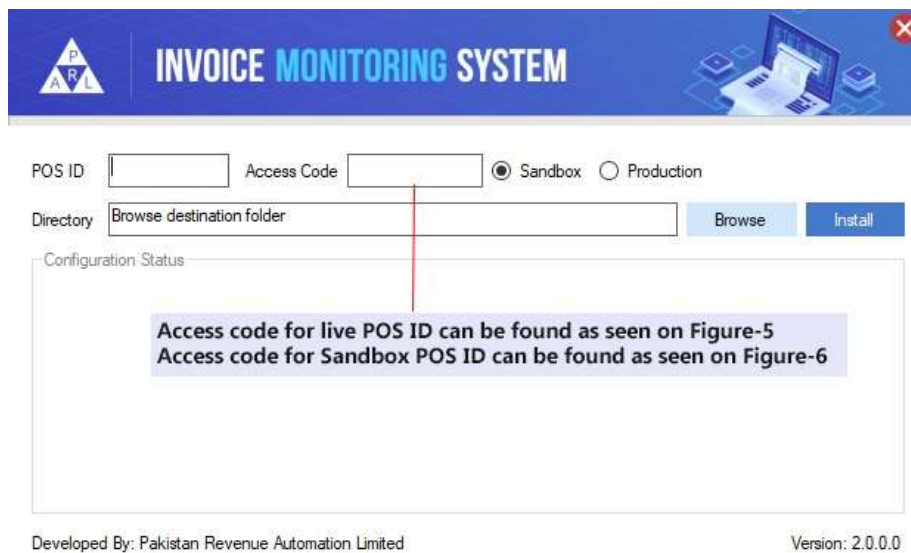 P
A R L
INVOICE MONITORING SYSTEM
POS ID Access Code Sandbox Production
Directory Browse destination folder Browse Install
Configuration Status
Access code for live POS ID can be found as seen on Figure-5
Access code for Sandbox POS ID can be found as seen on Figure-6
Developed By: Pakistan Revenue Automation Limited Version: 2.0.0.0